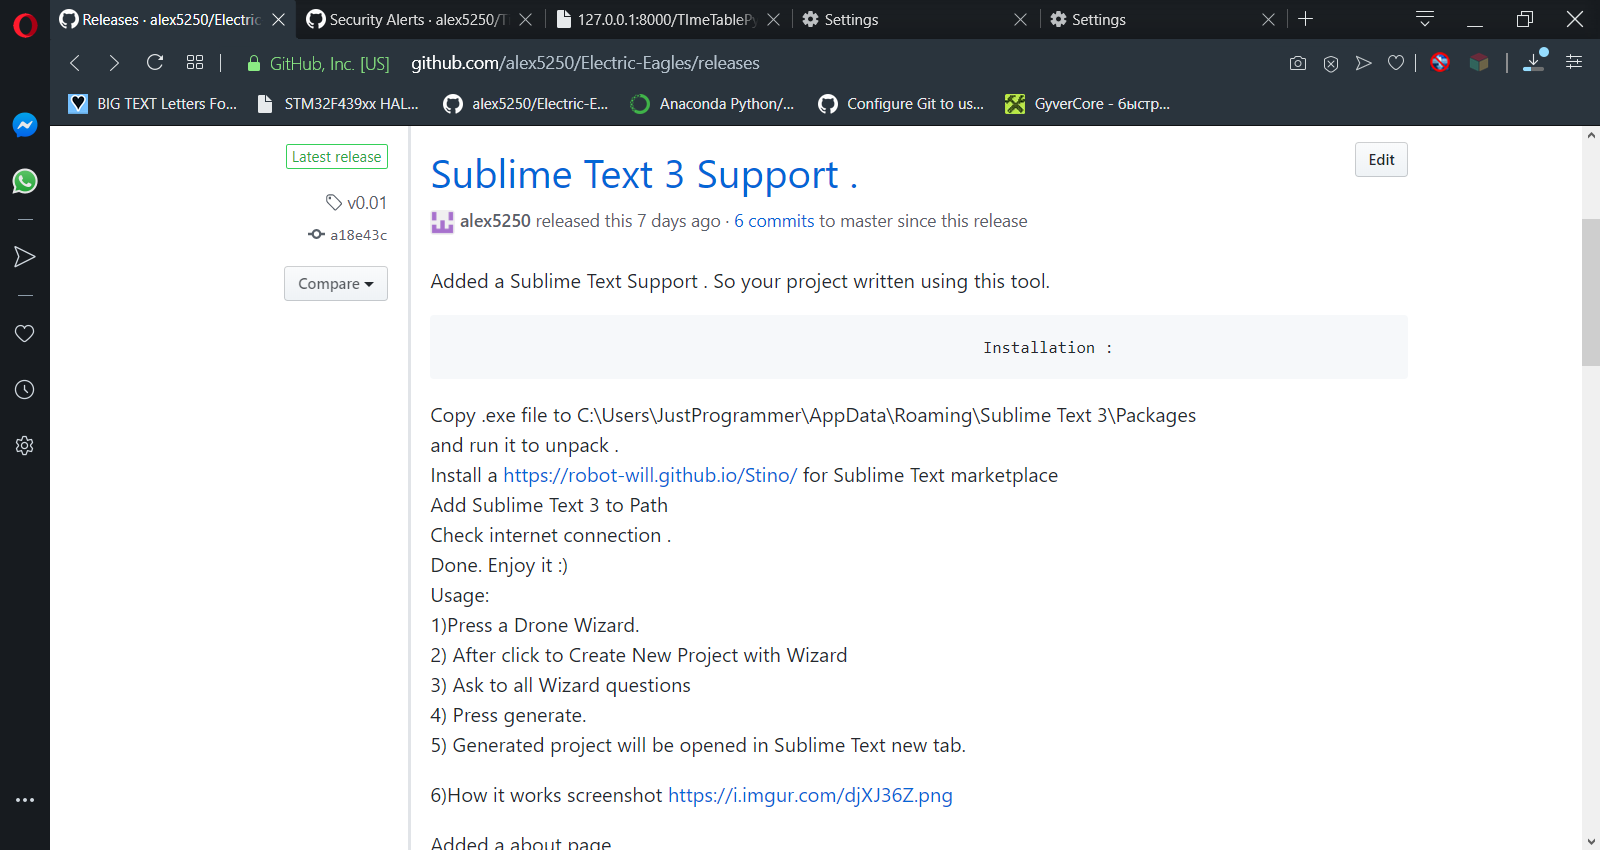 Releases · alex5250/Electric
Security Alerts · alex5250/T
127.0.0.1:8000/TImeTablePy
Settings
Settings
GitHub, Inc. [US]
github.com/alex5250/Electric-Eagles/releases
BIG TEXT Letters Fo...
STM32F439xx HAL...
alex5250/Electric-E...
Anaconda Python/...
Configure Git to us...
GyverCore - быстр...
Latest release
v0.01
a18e43c
Compare
Sublime Text 3 Support .
Edit
alex5250 released this 7 days ago · 6 commits to master since this release
Added a Sublime Text Support . So your project written using this tool.
Installation :
Copy .exe file to C:\Users\JustProgrammer\AppData\Roaming\Sublime Text 3\Packages
and run it to unpack .
Install a https://robot-will.github.io/Stino/ for Sublime Text marketplace
Add Sublime Text 3 to Path
Check internet connection .
Done. Enjoy it :)
Usage:
1)Press a Drone Wizard.
2) After click to Create New Project with Wizard
3) Ask to all Wizard questions
4) Press generate.
5) Generated project will be opened in Sublime Text new tab.
6)How it works screenshot https://i.imgur.com/djXJ36Z.png
Added a about page